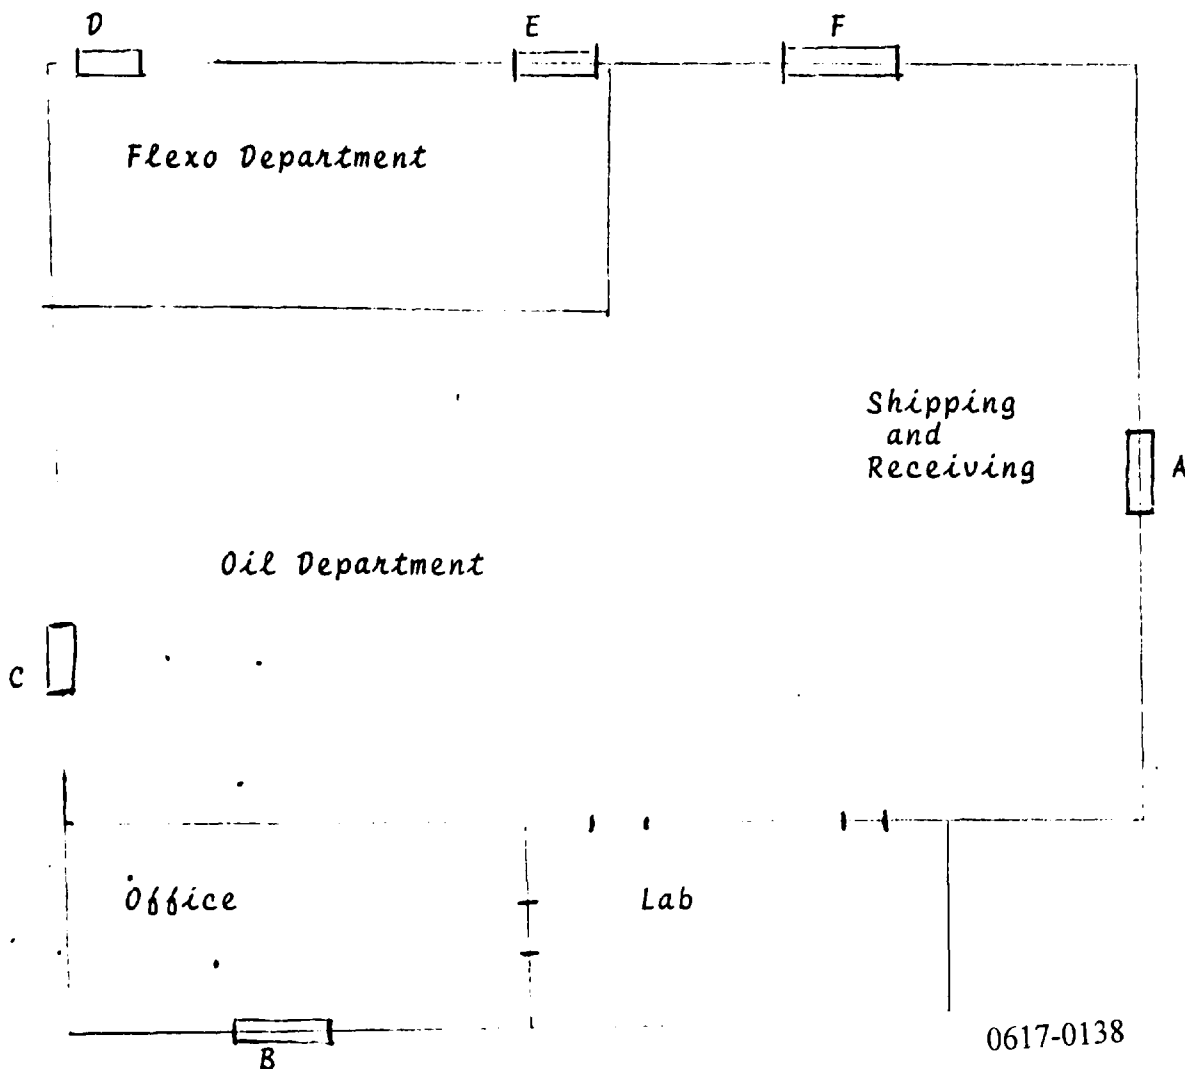 D
E
F
Flexo Department
Shipping
and
Receiving
A
Oil Department
C
Office
Lab
B
0617-0138